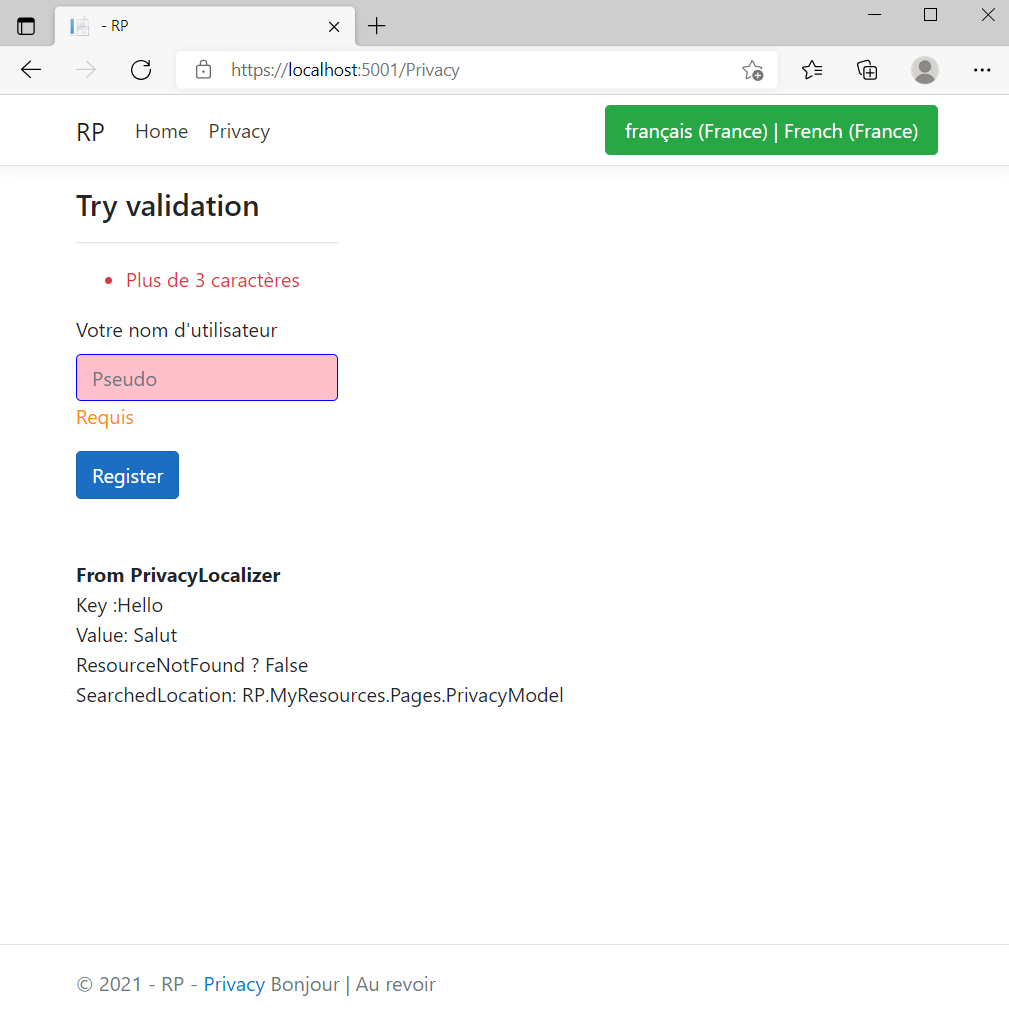 - RP
https://localhost:5001/Privacy
RP Home Privacy français (France) | French (France)
Try validation
• Plus de 3 caractères
Votre nom d'utilisateur
Pseudo
Requis
Register
From PrivacyLocalizer
Key :Hello
Value: Salut
ResourceNotFound ? False
SearchedLocation: RP.MyResources.Pages.PrivacyModel
© 2021 - RP - Privacy Bonjour | Au revoir